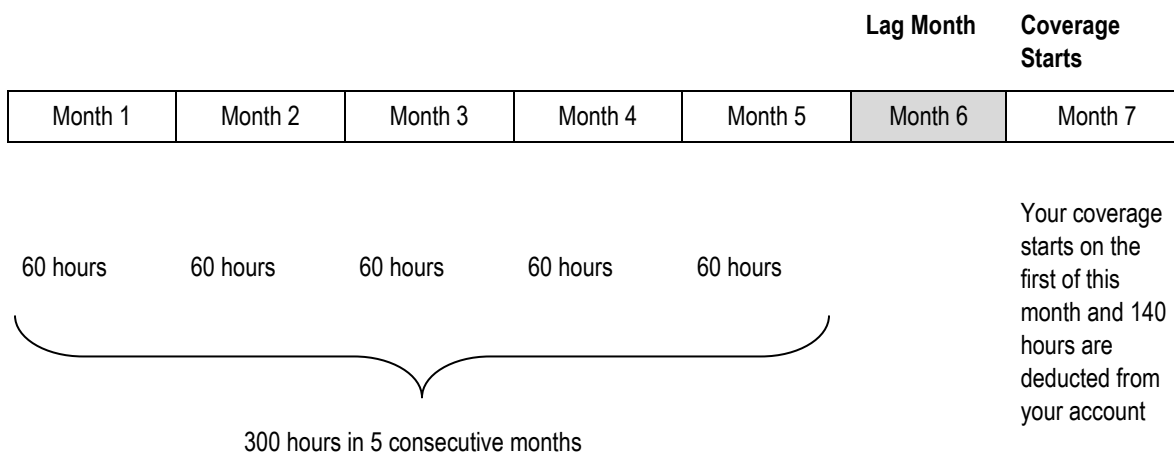 Lag Month
Coverage
Starts
Month 1
Month 2
Month 3
Month 4
Month 5
Month 6
Month 7
60 hours
60 hours
60 hours
60 hours
60 hours
Your coverage
starts on the
first of this
month and 140
hours are
deducted from
your account
300 hours in 5 consecutive months